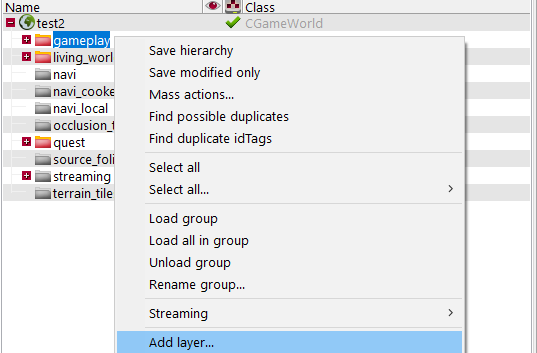 Name Class
test2 CGameWorld
gameplay
living_worl
navi
navi_cooke
navi_local
occlusion_t
quest
source_foli
streaming
terrain_tile
Save hierarchy
Save modified only
Mass actions...
Find possible duplicates
Find duplicate idTags
Select all
Select all...
Load group
Load all in group
Unload group
Rename group...
Streaming
Add layer...